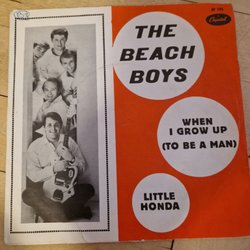 Capitol
THE
BEACH
BOYS
WHEN
I GROW UP
(TO BE A MAN)
LITTLE
HONDA